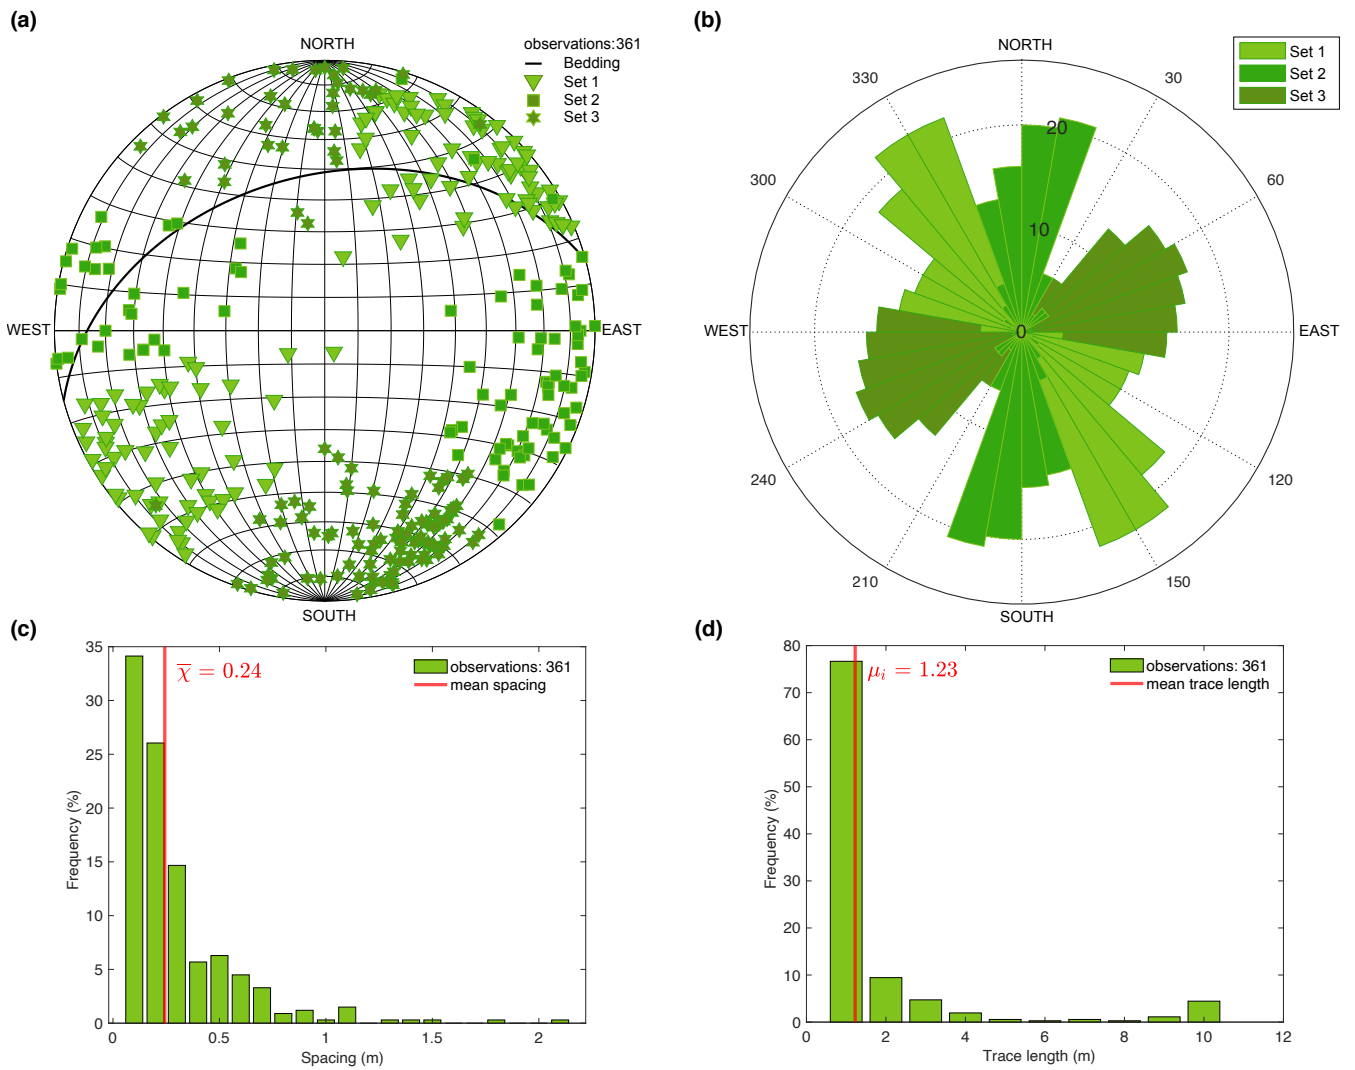 (a)
NORTH
observations:361
Bedding
Set 1
Set 2
Set 3
WEST
EAST
SOUTH
(b)
NORTH
Set 1
Set 2
Set 3
330
30
300
60
20
10
0
WEST
EAST
240
120
210
150
SOUTH
(c)
35
30
25
20
15
10
5
0
Frequency (%)
χ̅ = 0.24
observations: 361
mean spacing
0
0.5
1
1.5
2
Spacing (m)
(d)
80
70
60
50
40
30
20
10
0
Frequency (%)
μᵢ = 1.23
observations: 361
mean trace length
0
2
4
6
8
10
12
Trace length (m)